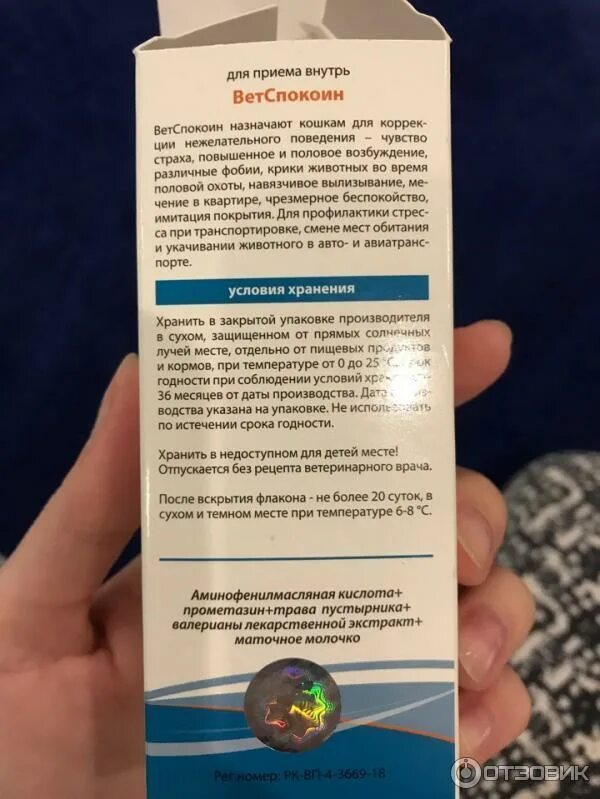 для приема внутрь
ВетСпокоин
ВетСпокоин назначают кошкам для коррек-
ции нежелательного поведения – чувство
страха, повышенное и половое возбуждение,
различные фобии, крики животных во время
половой охоты, навязчивое вылизывание, ме-
чение в квартире, чрезмерное беспокойство,
имитация покрытия. Для профилактики стрес-
са при транспортировке, смене мест обитания
и укачивании животного в авто- и авиатранс-
порте.
условия хранения
Хранить в закрытой упаковке производителя
в сухом, защищенном от прямых солнечных
лучей месте, отдельно от пищевых продуктов
и кормов, при температуре от 0 до 25 °C. Срок
годности при соблюдении условий хранения
36 месяцев от даты производства. Дата произ-
водства указана на упаковке. Не использовать
по истечении срока годности.
Хранить в недоступном для детей месте!
Отпускается без рецепта ветеринарного врача.
После вскрытия флакона - не более 20 суток, в
сухом и темном месте при температуре 6-8 °C.
Аминофенилмасляная кислота+
прометазин+трава пустырника+
валерианы лекарственной экстракт+
маточное молочко
Рег.номер: РК-ВП-4-3669-18
ОТЗОВИК